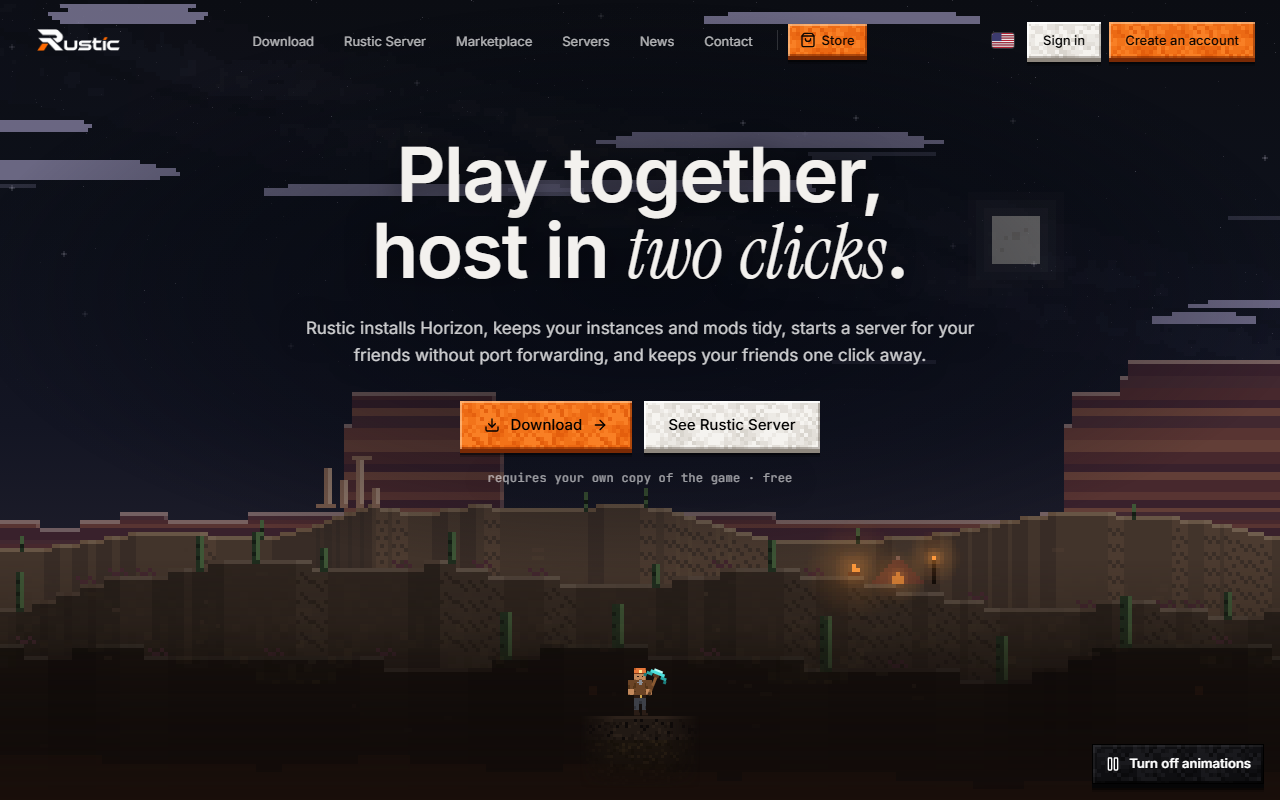 Rustic
Download
Rustic Server
Marketplace
Servers
News
Contact
Store
Sign in
Create an account
Play together,
host in two clicks.
Rustic installs Horizon, keeps your instances and mods tidy, starts a server for your
friends without port forwarding, and keeps your friends one click away.
Download
See Rustic Server
requires your own copy of the game · free
Turn off animations